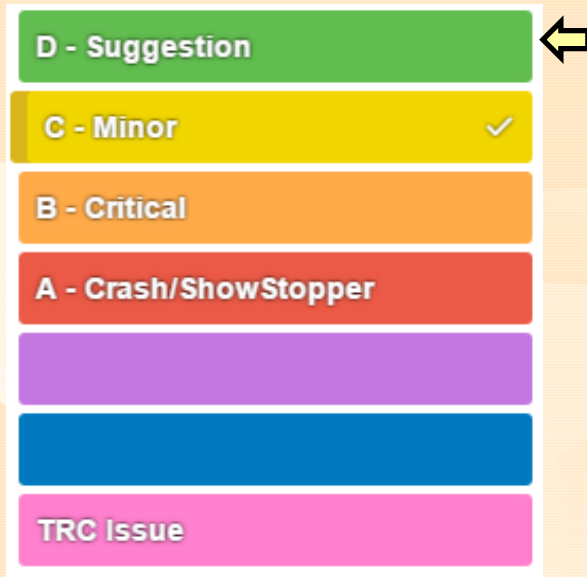 D - Suggestion
C - Minor
B - Critical
A - Crash/ShowStopper
TRC Issue